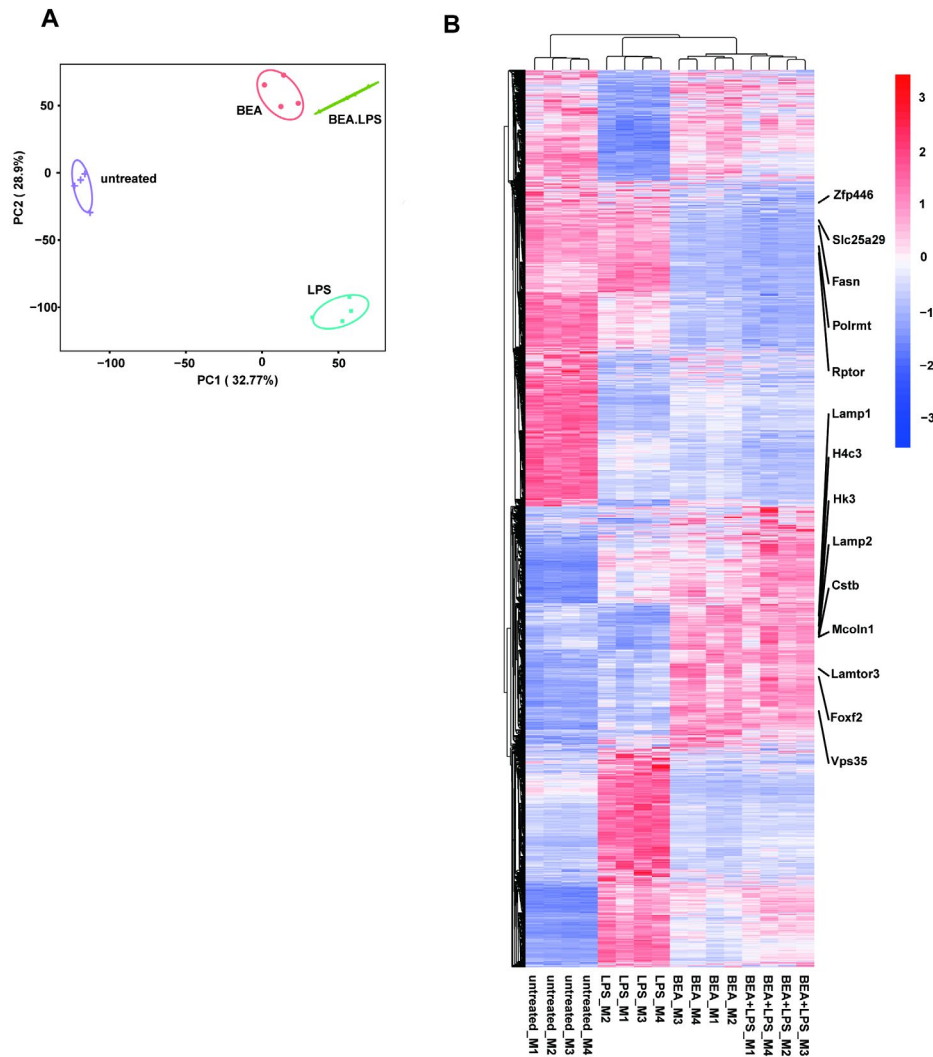 A
50
0
−50
−100
PC2 ( 28.9%)
BEA
BEA.LPS
untreated
LPS
−100
−50
0
50
PC1 ( 32.77%)
B
3
2
1
0
−1
−2
−3
Zfp446
Slc25a29
Fasn
Polrmt
Rptor
Lamp1
H4c3
Hk3
Lamp2
Cstb
Mcoln1
Lamtor3
Foxf2
Vps35
untreated_M1
untreated_M2
untreated_M3
untreated_M4
LPS_M2
LPS_M1
LPS_M3
LPS_M4
BEA_M3
BEA_M4
BEA_M1
BEA_M2
BEA+LPS_M1
BEA+LPS_M4
BEA+LPS_M2
BEA+LPS_M3